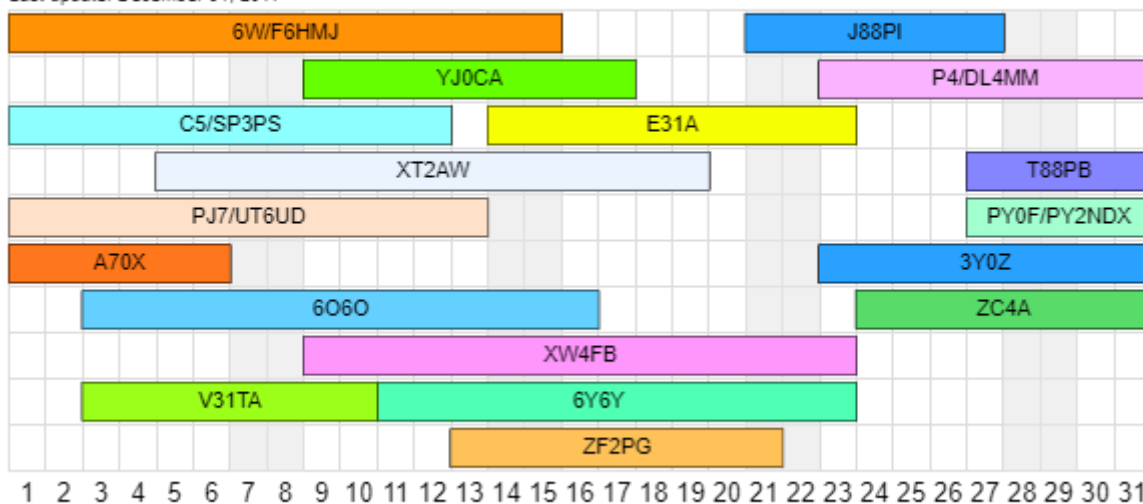 6W/F6HMJ J88PI
YJ0CA P4/DL4MM
C5/SP3PS E31A
XT2AW T88PB
PJ7/UT6UD PY0F/PY2NDX
A70X 3Y0Z
6O6O ZC4A
XW4FB
V31TA 6Y6Y
ZF2PG
1 2 3 4 5 6 7 8 9 10 11 12 13 14 15 16 17 18 19 20 21 22 23 24 25 26 27 28 29 30 31